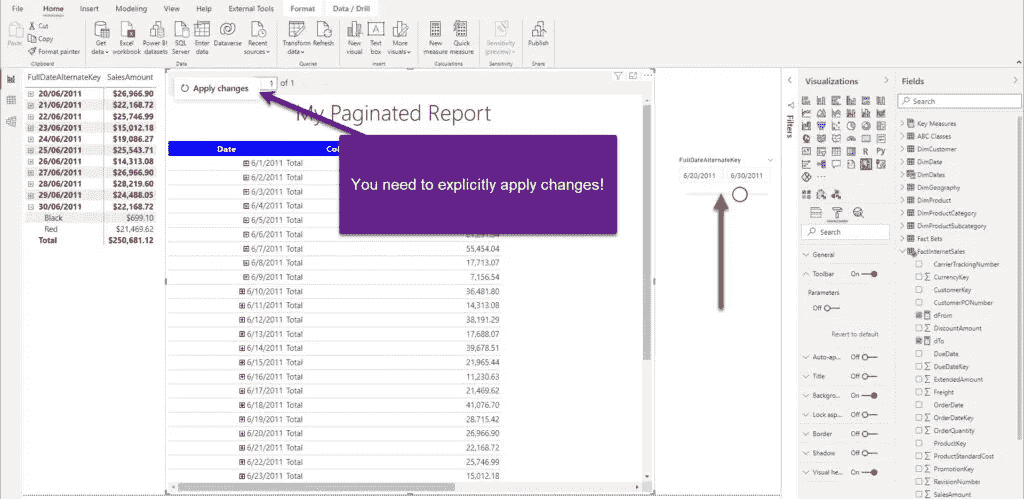 File Home Insert Modeling View Help External Tools Format Data / Drill
Paste
Cut
Copy
Format painter
Get data
Excel workbook
Power BI datasets
SQL Server
Enter data
Dataverse
Recent sources
Transform data
Refresh
New visual
Text box
More visuals
New measure
Quick measure
Sensitivity (preview)
Publish
Clipboard
Data
Queries
Insert
Calculations
Sensitivity
Share
FullDateAlternateKey SalesAmount
20/06/2011 $26,966.90
21/06/2011 $22,168.72
22/06/2011 $25,746.99
23/06/2011 $15,012.18
24/06/2011 $19,086.27
25/06/2011 $25,543.71
26/06/2011 $14,313.08
27/06/2011 $26,966.90
28/06/2011 $28,219.60
29/06/2011 $24,488.05
30/06/2011 $22,168.72
Black $699.10
Red $21,469.62
Total $250,681.12
Apply changes
1 of 1
My Paginated Report
Date
You need to explicitly apply changes!
6/1/2011 Total
6/2/2011 Total
6/3/2011 Total
6/4/2011 Total
6/5/2011 Total
6/6/2011 Total
6/7/2011 Total 55,454.04
6/8/2011 Total 17,713.07
6/9/2011 Total 7,156.54
6/10/2011 Total 36,481.80
6/11/2011 Total 14,313.08
6/12/2011 Total 38,191.29
6/13/2011 Total 17,688.07
6/14/2011 Total 39,678.51
6/15/2011 Total 21,965.44
6/16/2011 Total 11,230.63
6/17/2011 Total 21,469.62
6/18/2011 Total 41,076.70
6/19/2011 Total 28,715.42
6/20/2011 Total 26,966.90
6/21/2011 Total 22,168.72
6/22/2011 Total 25,746.99
6/23/2011 Total 15,012.18
FullDateAlternateKey
6/20/2011 6/30/2011
Filters
Visualizations
Search
General
Toolbar On
Parameters
Off
Revert to default
Auto-ap... Off
Title Off
Backgro... On
Lock asp... Off
Border Off
Shadow Off
Visual he... On
Fields
Search
Key Measures
ABC Classes
DimCustomer
DimDate
DimDates
DimGeography
DimProduct
DimProductCategory
DimProductSubcategory
Fact Bets
FactInternetSales
CarrierTrackingNumber
CurrencyKey
CustomerKey
CustomerPONumber
dFrom
DiscountAmount
dTo
DueDate
DueDateKey
ExtendedAmount
Freight
OrderDate
OrderDateKey
OrderQuantity
ProductKey
ProductStandardCost
PromotionKey
RevisionNumber
SalesAmount